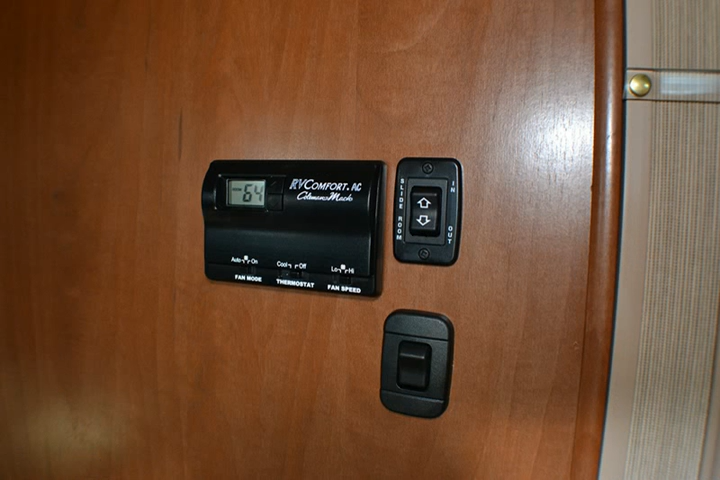 64
RVCOMFORT.AC
Coleman-Mach
Auto On
Cool Off
Lo Hi
FAN MODE
THERMOSTAT
FAN SPEED
SLIDE ROOM
IN
OUT